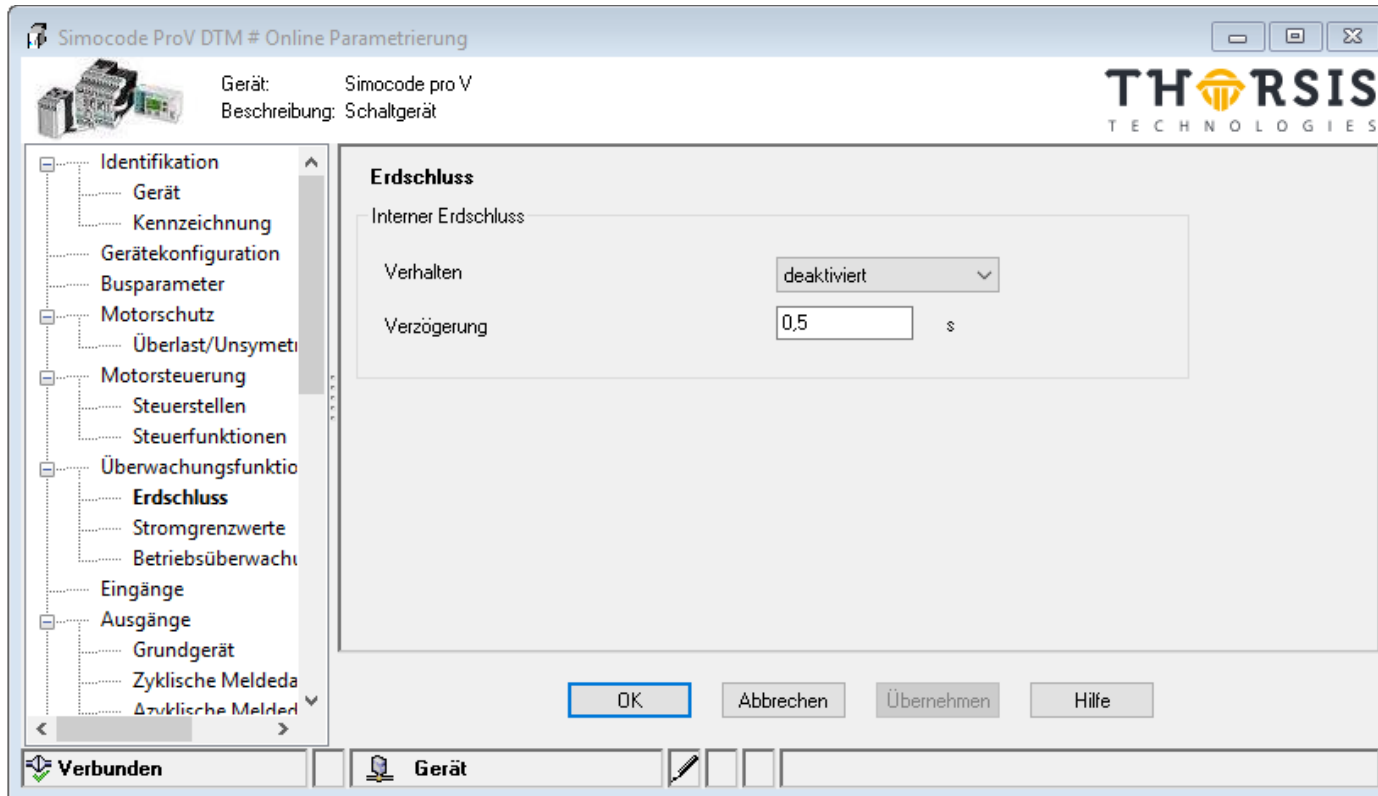 Simocode ProV DTM # Online Parametrierung
Gerät: Simocode pro V
Beschreibung: Schaltgerät
THORSIS
TECHNOLOGIES
Identifikation
Gerät
Kennzeichnung
Gerätekonfiguration
Busparameter
Motorschutz
Überlast/Unsymetr
Motorsteuerung
Steuerstellen
Steuerfunktionen
Überwachungsfunktio
Erdschluss
Stromgrenzwerte
Betriebsüberwachu
Eingänge
Ausgänge
Grundgerät
Zyklische Meldeda
Azyklische Melded
Erdschluss
Interner Erdschluss
Verhalten deaktiviert
Verzögerung 0,5 s
OK Abbrechen Übernehmen Hilfe
Verbunden Gerät